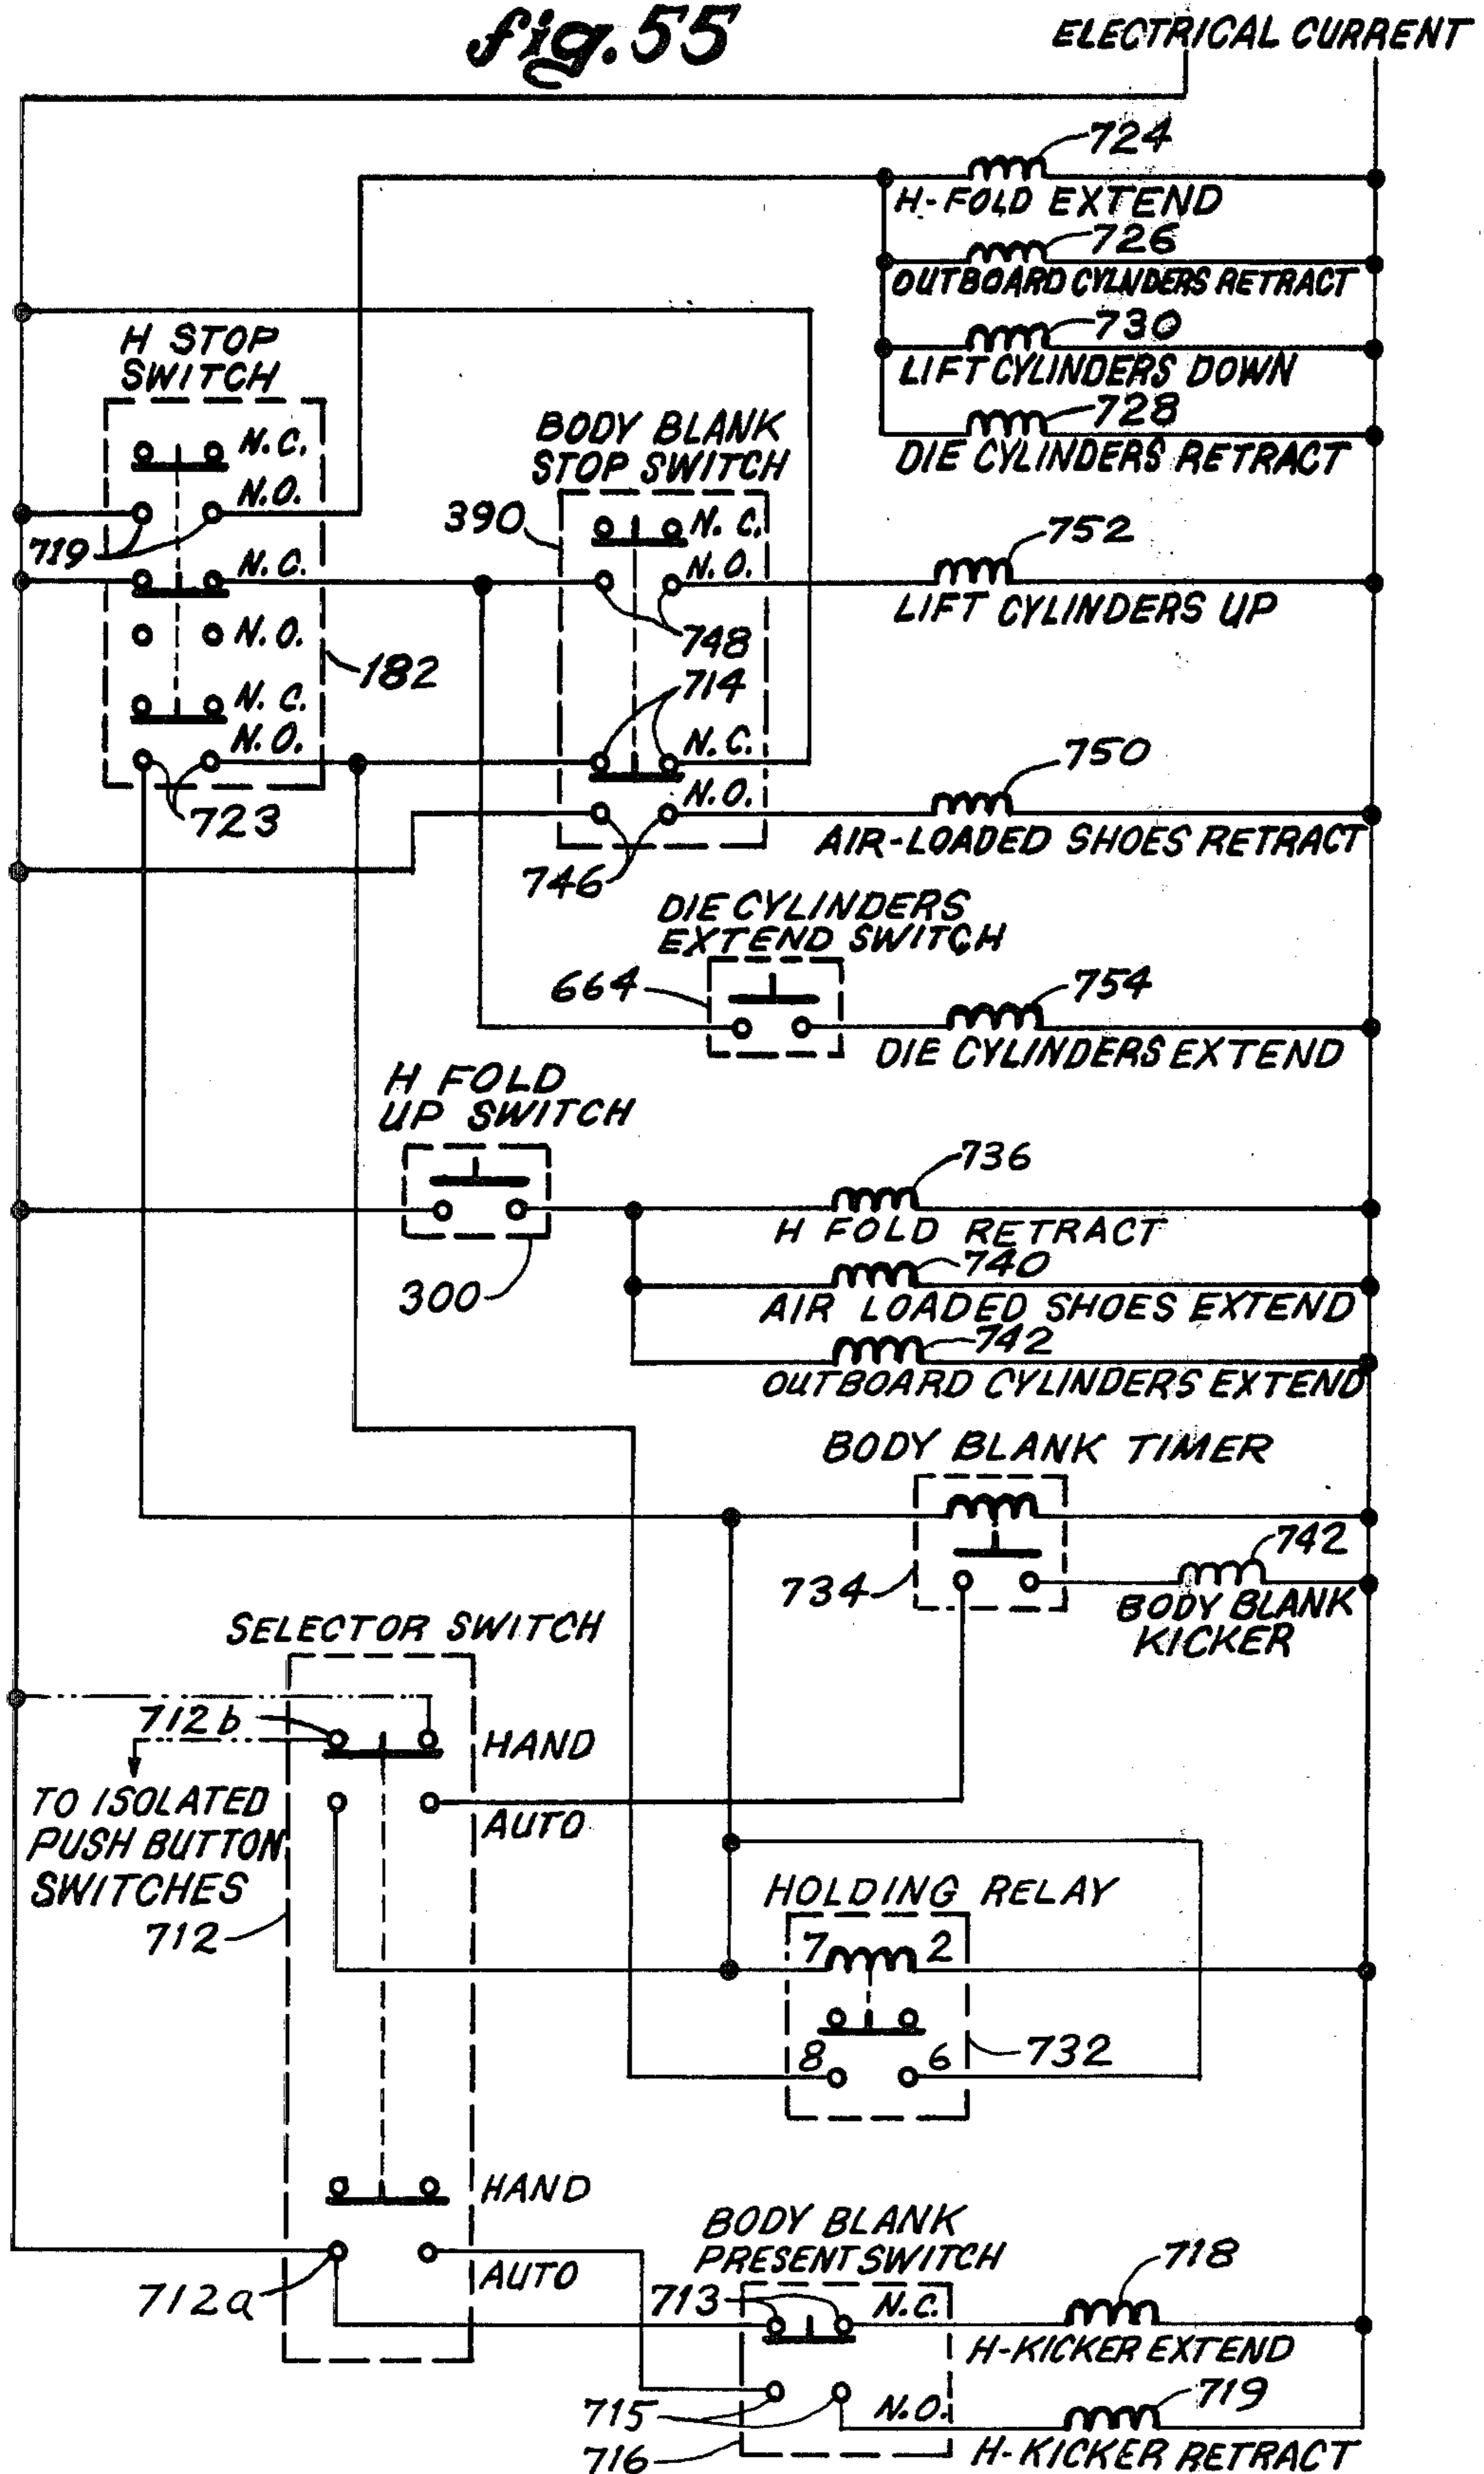 fig. 55
ELECTRICAL CURRENT
724
H-FOLD EXTEND
726
OUTBOARD CYLINDERS RETRACT
730
LIFT CYLINDERS DOWN
728
DIE CYLINDERS RETRACT
H STOP
SWITCH
N.C.
N.O.
719
N.C.
N.O.
182
N.C.
N.O.
723
BODY BLANK
STOP SWITCH
390
N.C.
N.O.
748
714
N.C.
N.O.
746
752
LIFT CYLINDERS UP
750
AIR-LOADED SHOES RETRACT
DIE CYLINDERS
EXTEND SWITCH
664
754
DIE CYLINDERS EXTEND
H FOLD
UP SWITCH
300
736
H FOLD RETRACT
740
AIR LOADED SHOES EXTEND
742
OUTBOARD CYLINDERS EXTEND
BODY BLANK TIMER
734
742
BODY BLANK
KICKER
SELECTOR SWITCH
712b
HAND
TO ISOLATED
PUSH BUTTON
SWITCHES
AUTO
712
HOLDING RELAY
7 2
8 6
732
HAND
712a
AUTO
BODY BLANK
PRESENT SWITCH
713
N.C.
718
H-KICKER EXTEND
715
N.O.
719
716
H-KICKER RETRACT